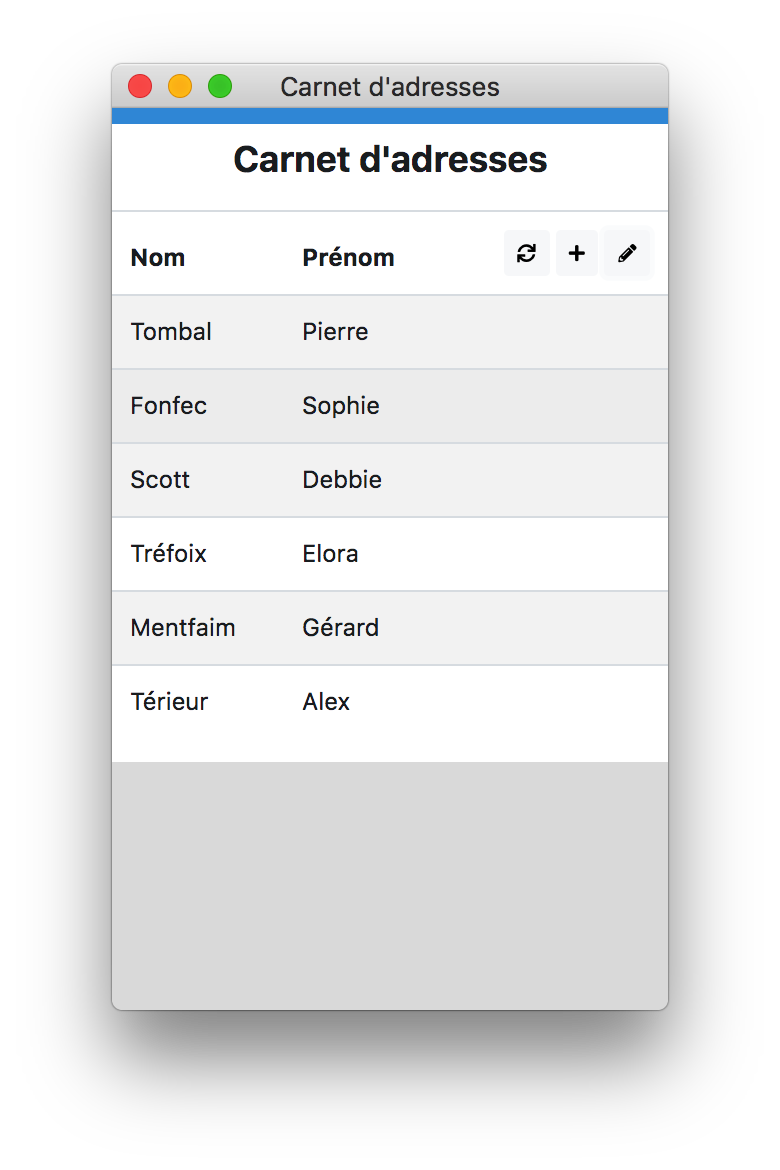 Carnet d'adresses
Carnet d'adresses
Nom Prénom
Tombal Pierre
Fonfec Sophie
Scott Debbie
Tréfoix Elora
Mentfaim Gérard
Térieur Alex